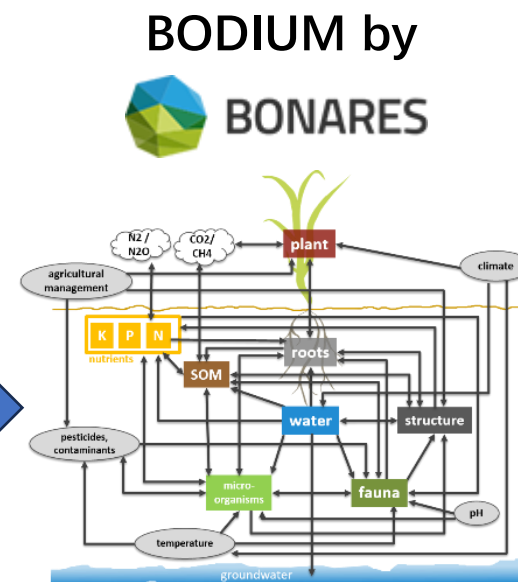 BODIUM by
BONARES
N2 /
N2O
CO2/
CH4
plant
agricultural
management
climate
K P N
nutrients
roots
SOM
water
structure
pesticides,
contaminants
micro-
organisms
fauna
pH
temperature
groundwater